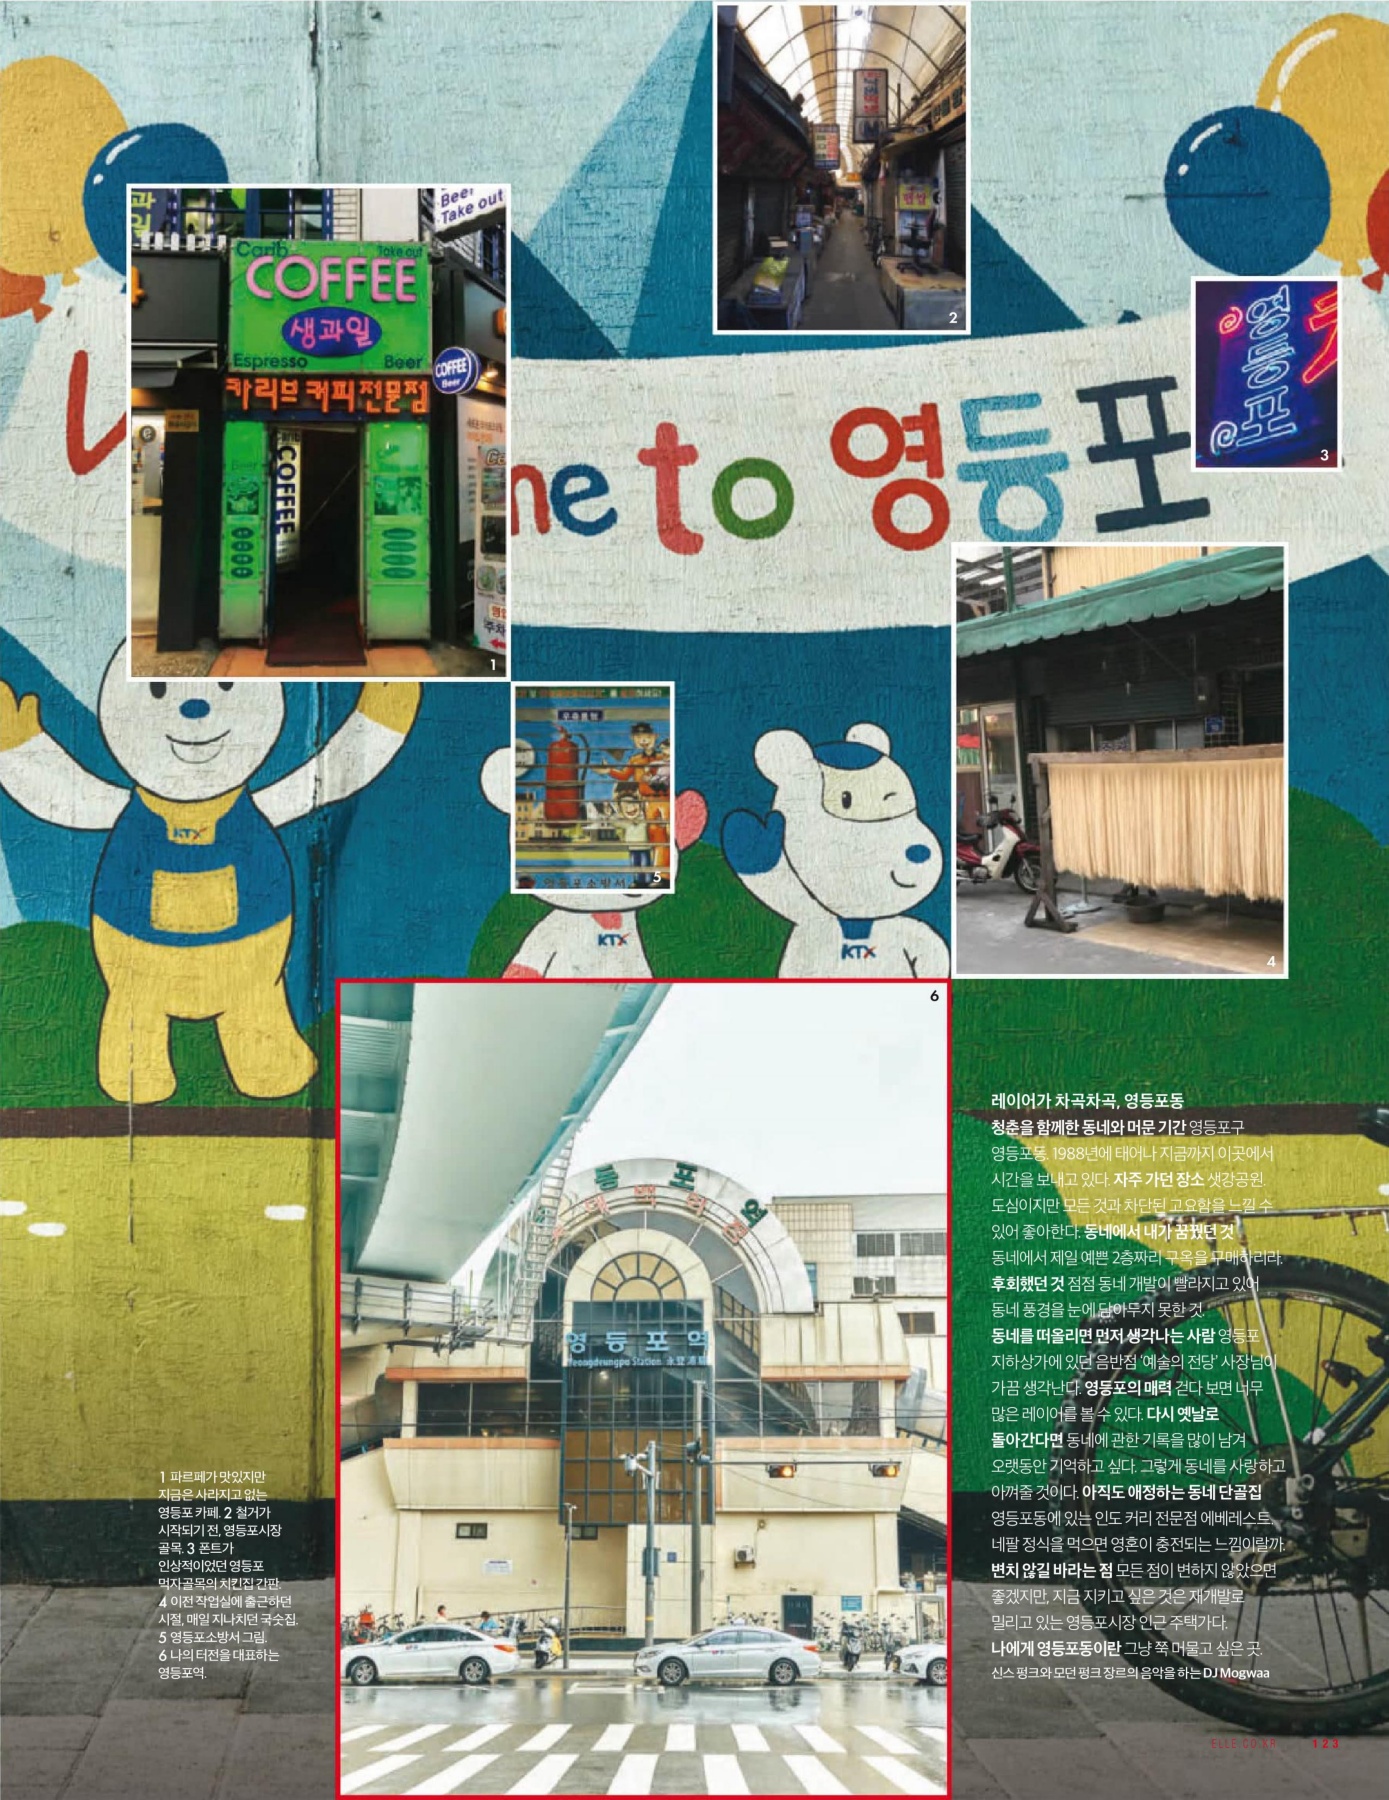 Beer
Take out
과
일
Carib
Take out
COFFEE
생과일
Espresso
Beer
COFFEE
Beer
카리브 커피 전문점
Carib
COFFEE
1
2
영등포
3
me to 영등포
4
KTX
영등포소방서
5
KTX
KTX
6
등포역
영등포역
Yeongdeungpo Station
레이어가 차곡차곡, 영등포동
청춘을 함께한 동네와 머문 기간 영등포구
영등포동. 1988년에 태어나 지금까지 이곳에서
시간을 보내고 있다. 자주 가던 장소 샛강공원.
도심이지만 모든 것과 차단된 고요함을 느낄 수
있어 좋아한다. 동네에서 내가 꿈꿨던 것
동네에서 제일 예쁜 2층짜리 구옥을 구매하리라.
후회했던 것 점점 동네 개발이 빨라지고 있어
동네 풍경을 눈에 담아두지 못한 것.
동네를 떠올리면 먼저 생각나는 사람 영등포
지하상가에 있던 음반점 ‘예술의 전당’ 사장님이
가끔 생각난다. 영등포의 매력 걷다 보면 너무
많은 레이어를 볼 수 있다. 다시 옛날로
돌아간다면 동네에 관한 기록을 많이 남겨
오랫동안 기억하고 싶다. 그렇게 동네를 사랑하고
아껴줄 것이다. 아직도 애정하는 동네 단골집
영등포동에 있는 인도 커리 전문점 에베레스트.
네팔 정식을 먹으면 영혼이 충전되는 느낌이랄까.
변치 않길 바라는 점 모든 점이 변하지 않았으면
좋겠지만, 지금 지키고 싶은 것은 재개발로
밀리고 있는 영등포시장 인근 주택가다.
나에게 영등포동이란 그냥 쭉 머물고 싶은 곳.
신스 펑크와 모던 펑크 장르의 음악을 하는 DJ Mogwaa
1 파르페가 맛있지만
지금은 사라지고 없는
영등포 카페. 2 철거가
시작되기 전, 영등포시장
골목. 3 폰트가
인상적이었던 영등포
먹자골목의 치킨집 간판.
4 이전 작업실에 출근하던
시절, 매일 지나치던 국숫집.
5 영등포소방서 그림.
6 나의 터전을 대표하는
영등포역.
ELLE.CO.KR
123